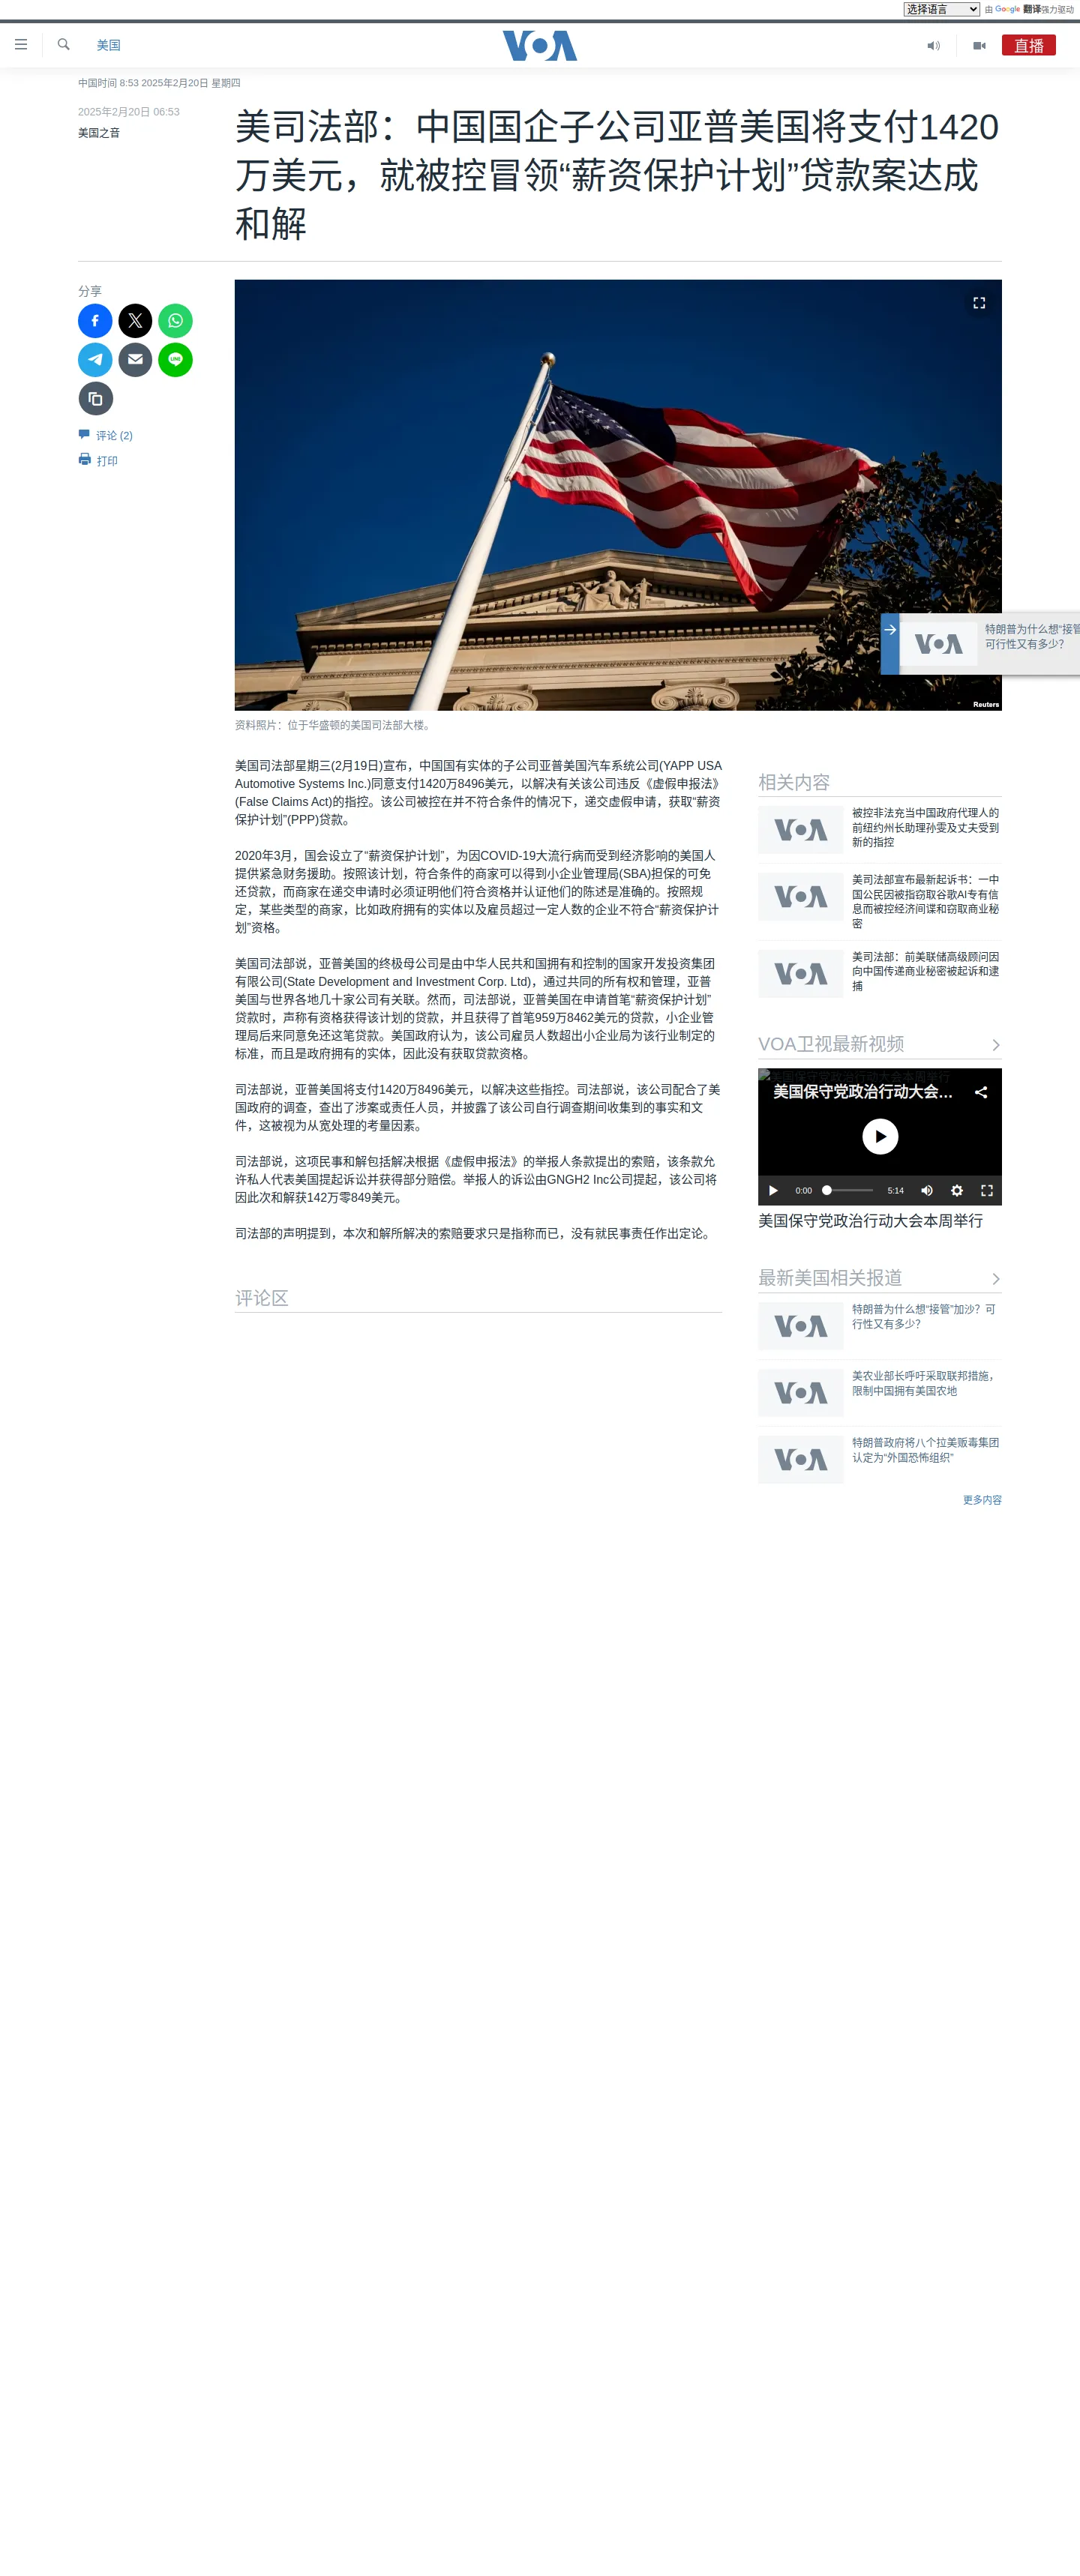 选择语言
由 Google 翻译强力驱动
美国
VOA
直播
中国时间 8:53 2025年2月20日 星期四
2025年2月20日 06:53
美国之音
美司法部：中国国企子公司亚普美国将支付1420
万美元，就被控冒领“薪资保护计划”贷款案达成
和解
分享
LINE
评论 (2)
打印
特朗普为什么想“接管
可行性又有多少？
VOA
Reuters
资料照片：位于华盛顿的美国司法部大楼。
美国司法部星期三(2月19日)宣布，中国国有实体的子公司亚普美国汽车系统公司(YAPP USA
Automotive Systems Inc.)同意支付1420万8496美元，以解决有关该公司违反《虚假申报法》
(False Claims Act)的指控。该公司被控在并不符合条件的情况下，递交虚假申请，获取“薪资
保护计划”(PPP)贷款。
2020年3月，国会设立了“薪资保护计划”，为因COVID-19大流行病而受到经济影响的美国人
提供紧急财务援助。按照该计划，符合条件的商家可以得到小企业管理局(SBA)担保的可免
还贷款，而商家在递交申请时必须证明他们符合资格并认证他们的陈述是准确的。按照规
定，某些类型的商家，比如政府拥有的实体以及雇员超过一定人数的企业不符合“薪资保护计
划”资格。
美国司法部说，亚普美国的终极母公司是由中华人民共和国拥有和控制的国家开发投资集团
有限公司(State Development and Investment Corp. Ltd)，通过共同的所有权和管理，亚普
美国与世界各地几十家公司有关联。然而，司法部说，亚普美国在申请首笔“薪资保护计划”
贷款时，声称有资格获得该计划的贷款，并且获得了首笔959万8462美元的贷款，小企业管
理局后来同意免还这笔贷款。美国政府认为，该公司雇员人数超出小企业局为该行业制定的
标准，而且是政府拥有的实体，因此没有获取贷款资格。
司法部说，亚普美国将支付1420万8496美元，以解决这些指控。司法部说，该公司配合了美
国政府的调查，查出了涉案或责任人员，并披露了该公司自行调查期间收集到的事实和文
件，这被视为从宽处理的考量因素。
司法部说，这项民事和解包括解决根据《虚假申报法》的举报人条款提出的索赔，该条款允
许私人代表美国提起诉讼并获得部分赔偿。举报人的诉讼由GNGH2 Inc公司提起，该公司将
因此次和解获142万零849美元。
司法部的声明提到，本次和解所解决的索赔要求只是指称而已，没有就民事责任作出定论。
评论区
相关内容
VOA
被控非法充当中国政府代理人的
前纽约州长助理孙雯及丈夫受到
新的指控
VOA
美司法部宣布最新起诉书：一中
国公民因被指窃取谷歌AI专有信
息而被控经济间谍和窃取商业秘
密
VOA
美司法部：前美联储高级顾问因
向中国传递商业秘密被起诉和逮
捕
VOA卫视最新视频
美国保守党政治行动大会本周举行
美国保守党政治行动大会...
0:00
5:14
美国保守党政治行动大会本周举行
最新美国相关报道
VOA
特朗普为什么想“接管”加沙？可
行性又有多少？
VOA
美农业部长呼吁采取联邦措施，
限制中国拥有美国农地
VOA
特朗普政府将八个拉美贩毒集团
认定为“外国恐怖组织”
更多内容